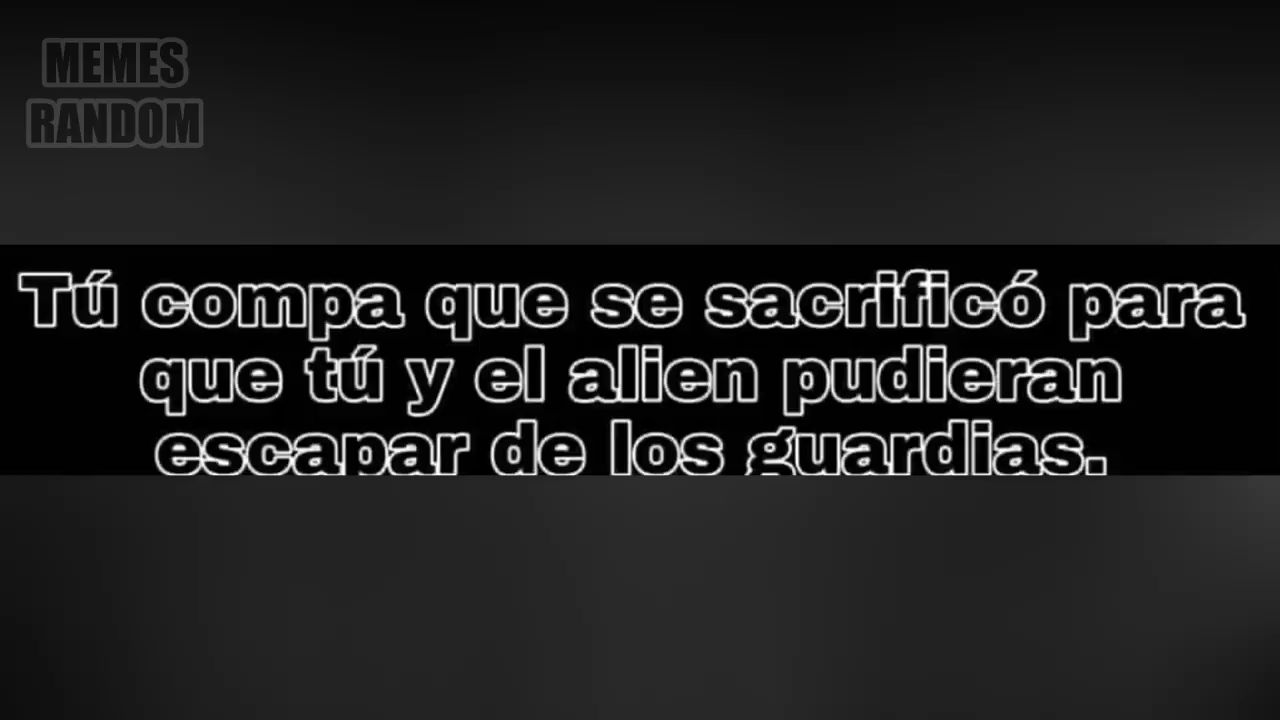 MEMES
RANDOM
Tú compa que se sacrificó para
que tú y el alien pudieran
escapar de los guardias.